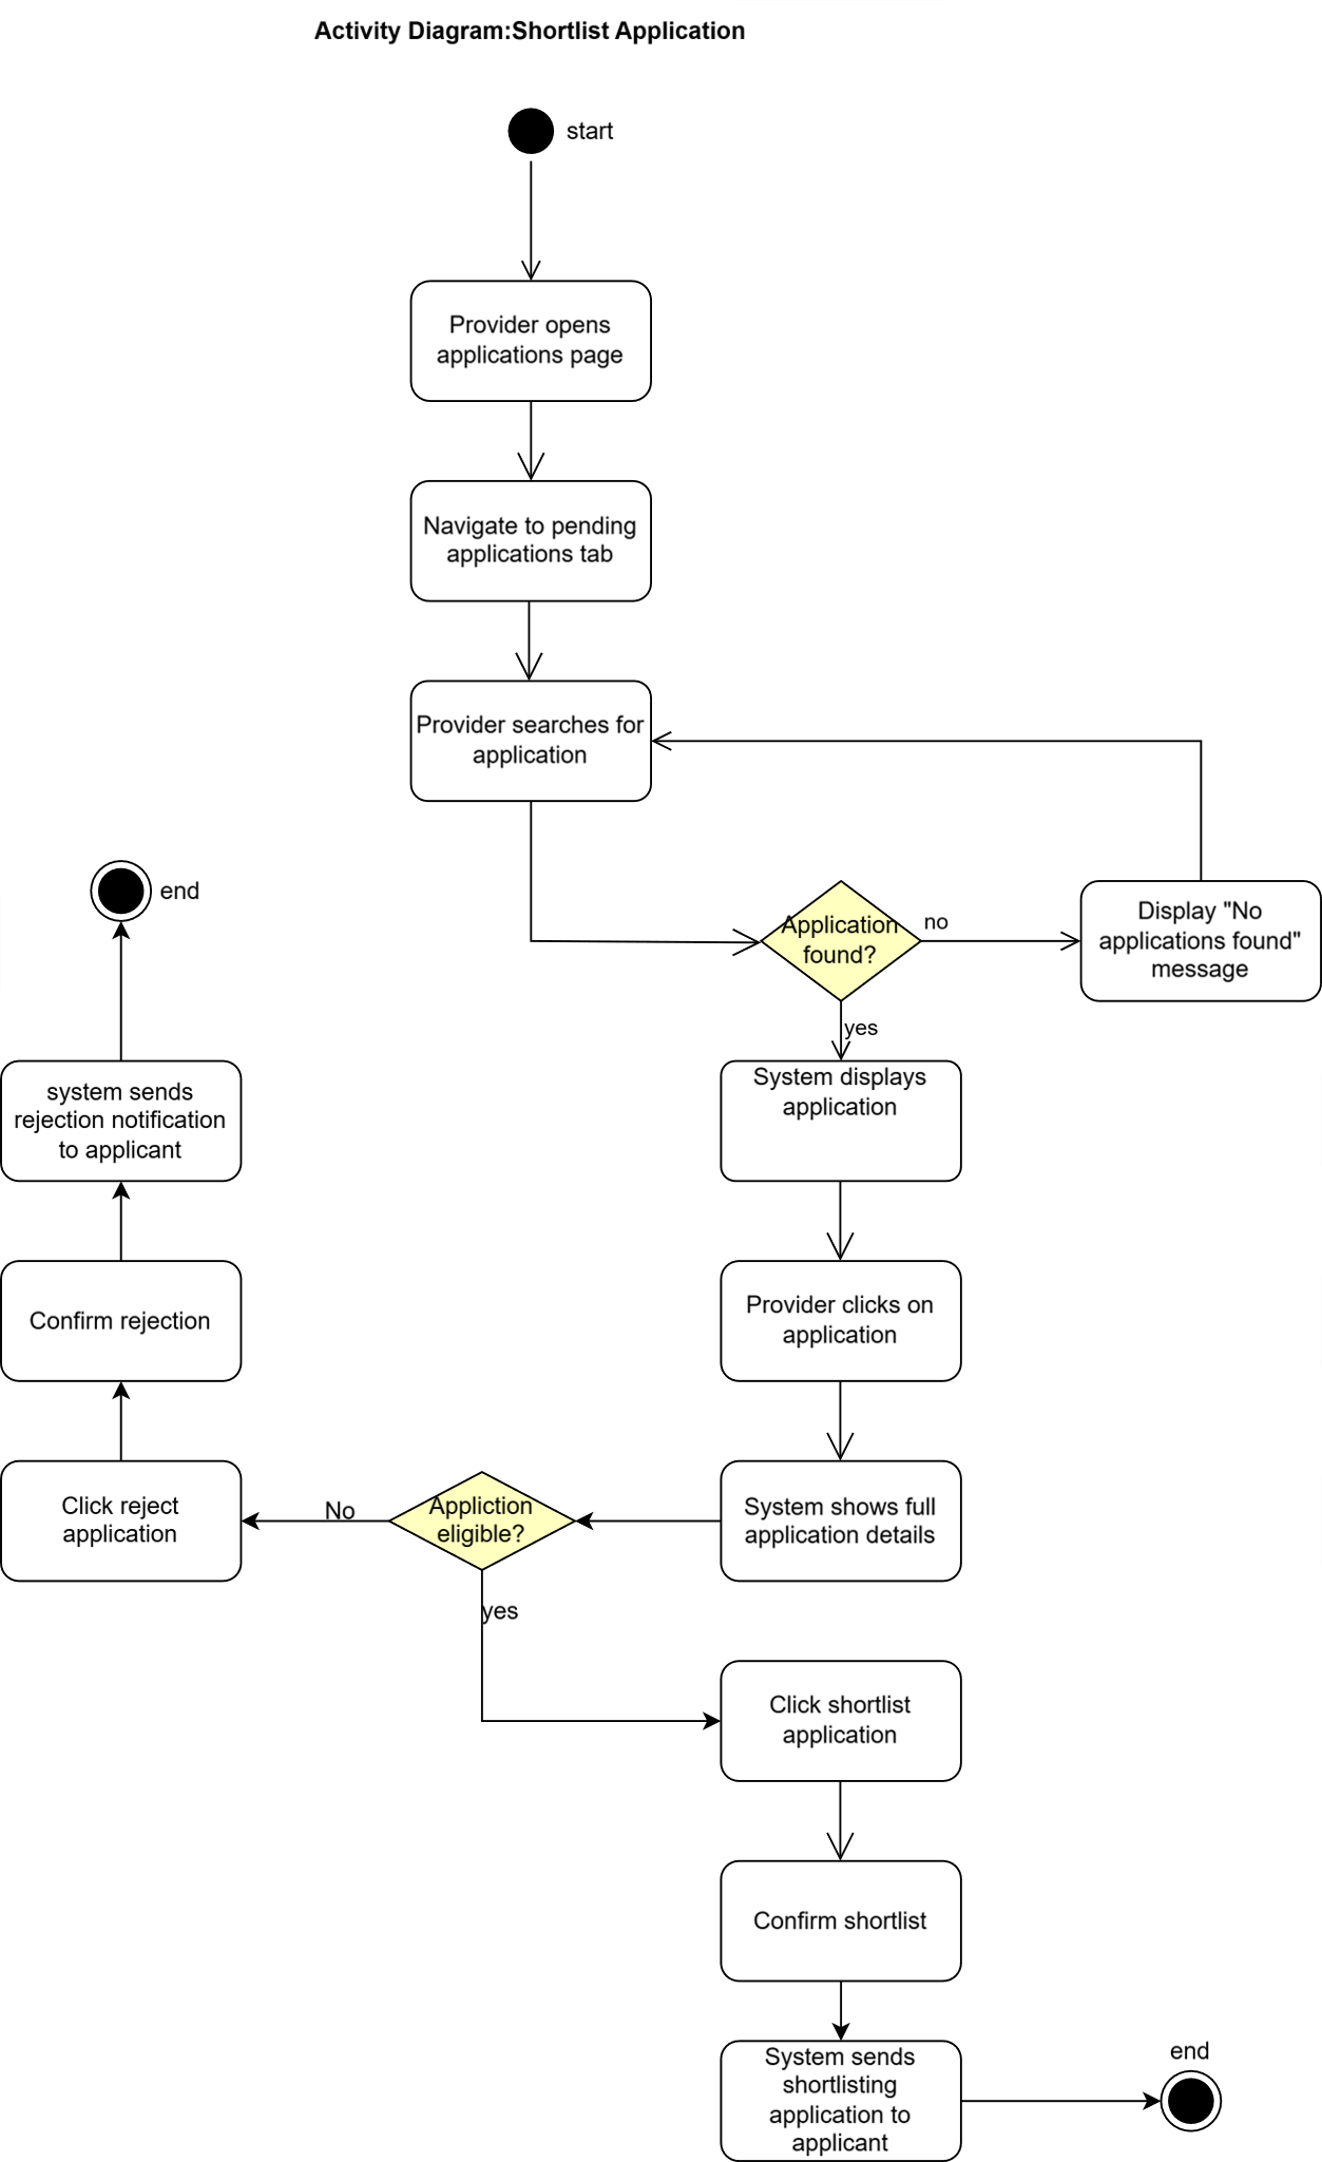 Activity Diagram:Shortlist Application
start
Provider opens
applications page
Navigate to pending
applications tab
Provider searches for
application
Application
found?
no
Display "No
applications found"
message
yes
System displays
application
Provider clicks on
application
System shows full
application details
Appliction
eligible?
No
Click reject
application
Confirm rejection
system sends
rejection notification
to applicant
end
yes
Click shortlist
application
Confirm shortlist
System sends
shortlisting
application to
applicant
end